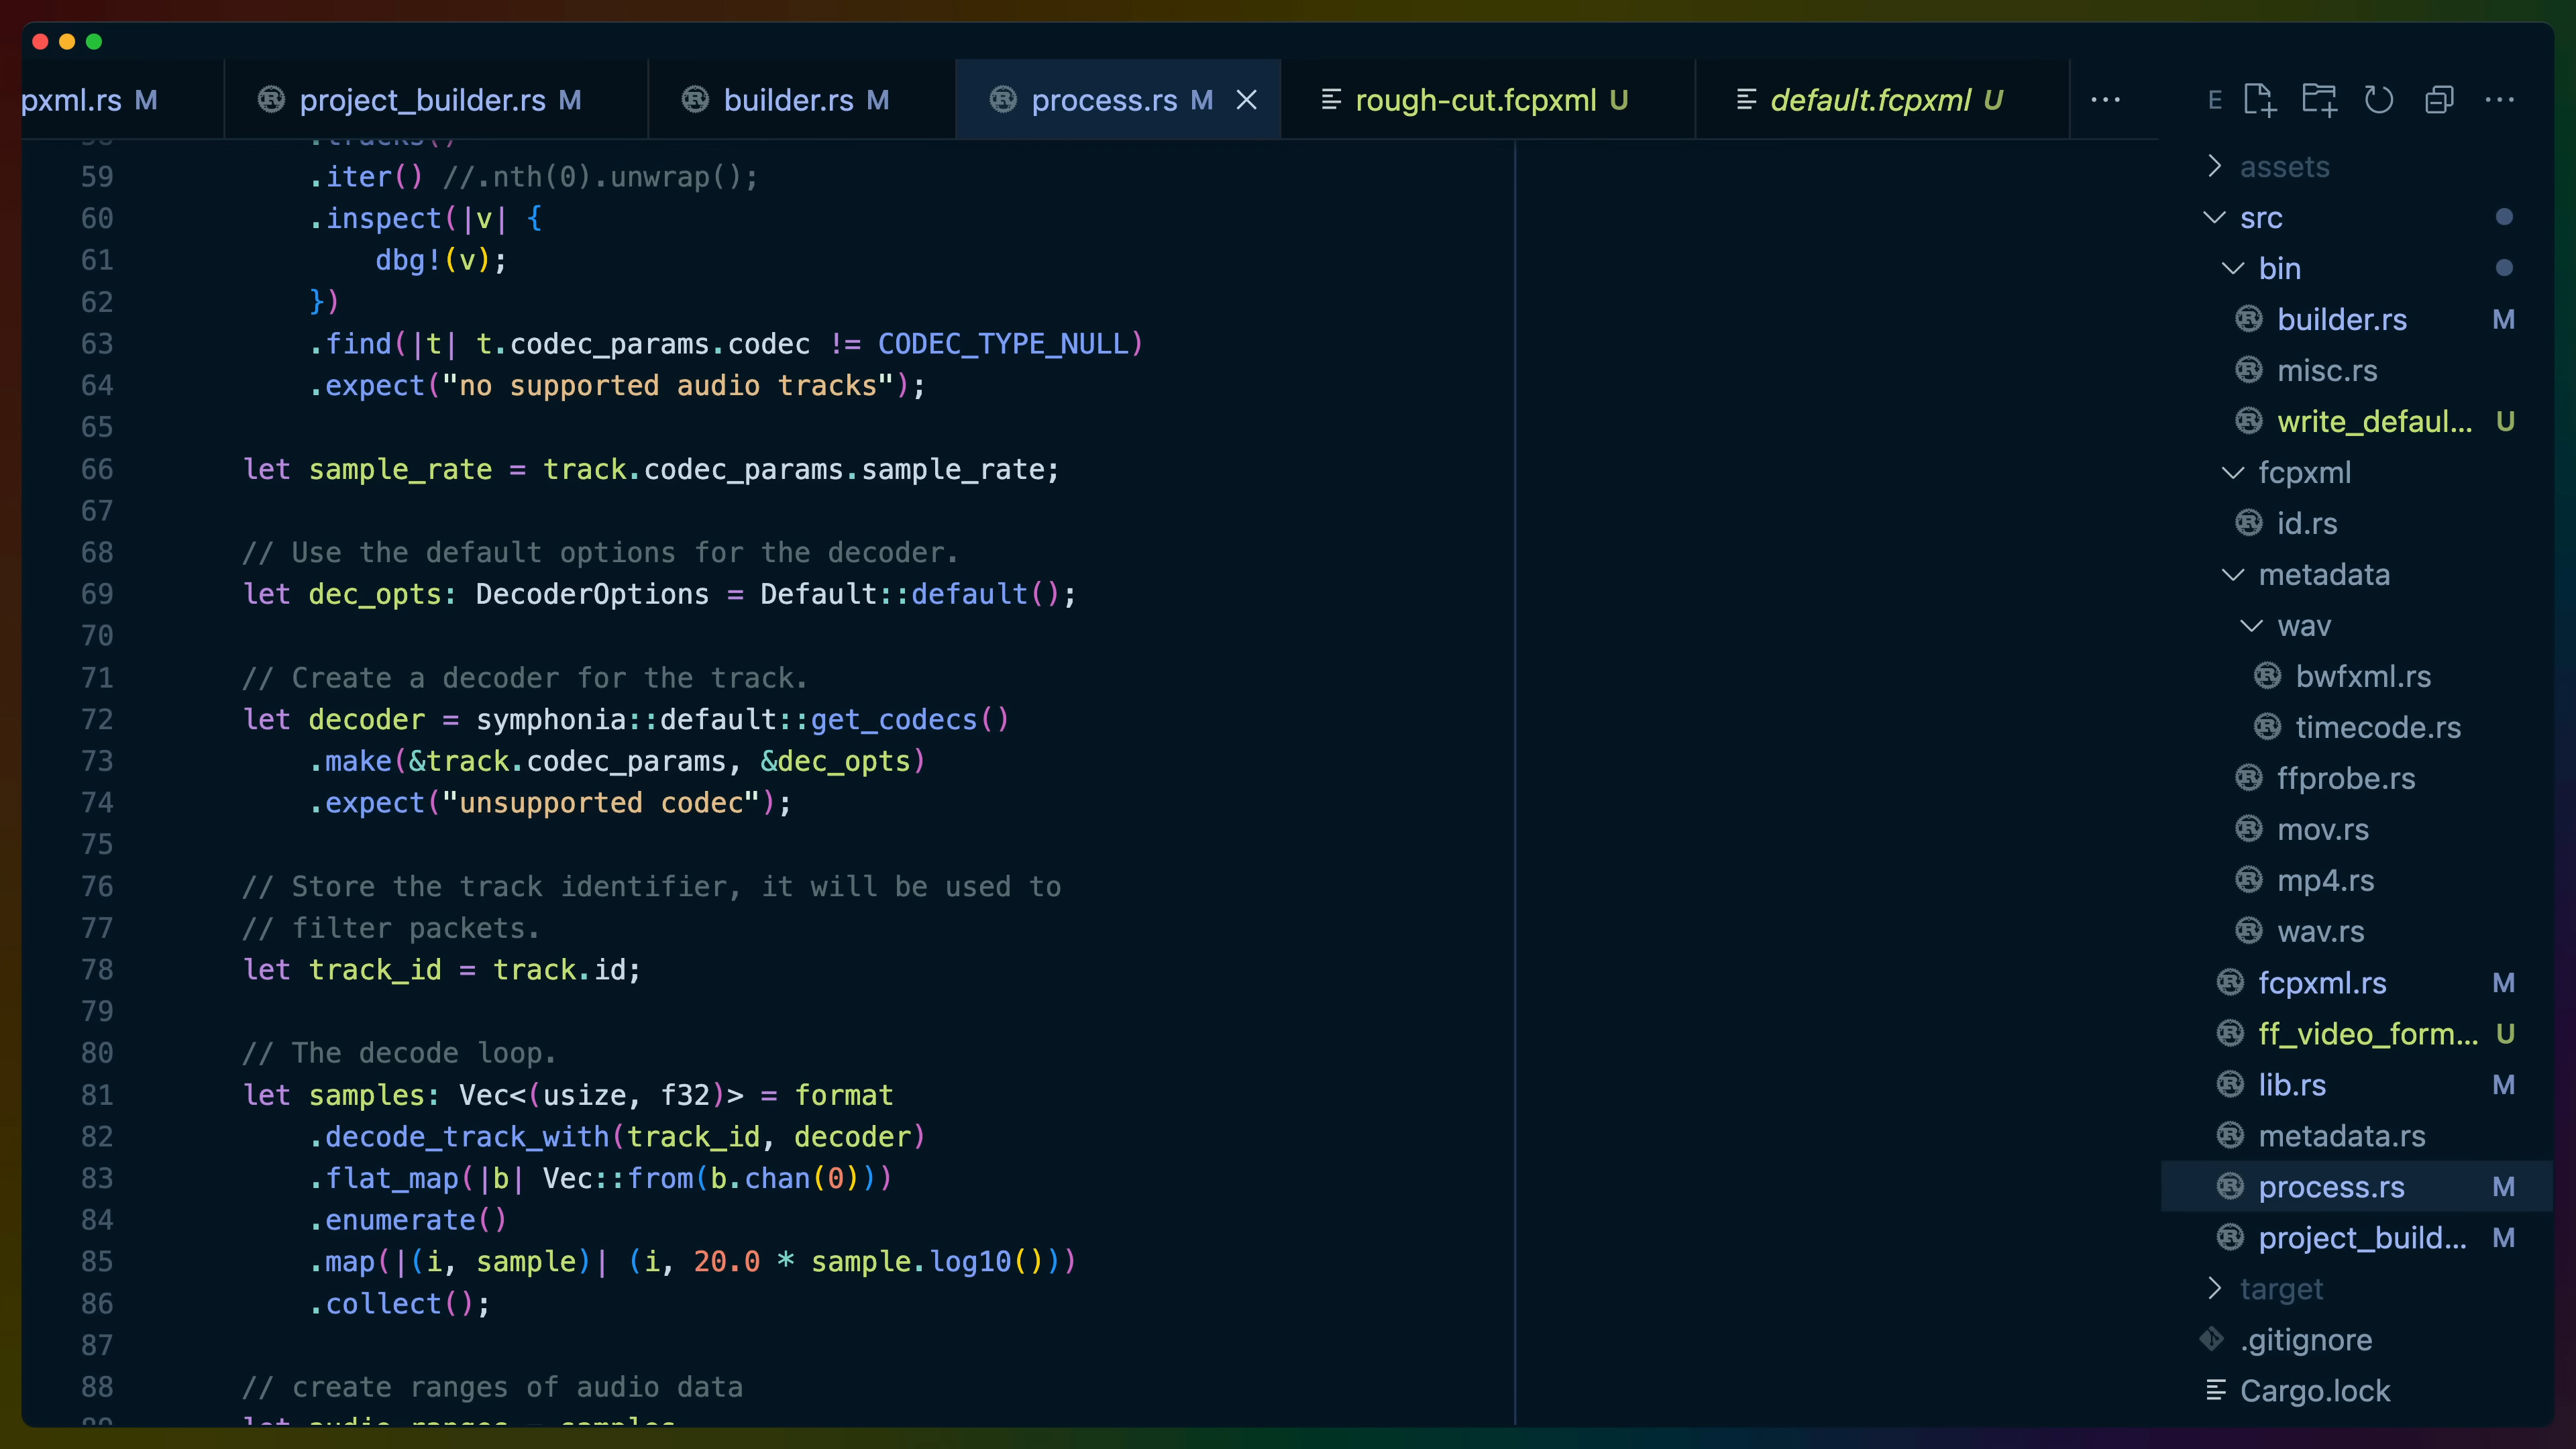 pxml.rs M project_builder.rs M builder.rs M process.rs M rough-cut.fcpxml U default.fcpxml U ... E ...
59 .iter() //.nth(0).unwrap();
60 .inspect(|v| {
61 dbg!(v);
62 })
63 .find(|t| t.codec_params.codec != CODEC_TYPE_NULL)
64 .expect("no supported audio tracks");
65
66 let sample_rate = track.codec_params.sample_rate;
67
68 // Use the default options for the decoder.
69 let dec_opts: DecoderOptions = Default::default();
70
71 // Create a decoder for the track.
72 let decoder = symphonia::default::get_codecs()
73 .make(&track.codec_params, &dec_opts)
74 .expect("unsupported codec");
75
76 // Store the track identifier, it will be used to
77 // filter packets.
78 let track_id = track.id;
79
80 // The decode loop.
81 let samples: Vec<(usize, f32)> = format
82 .decode_track_with(track_id, decoder)
83 .flat_map(|b| Vec::from(b.chan(0)))
84 .enumerate()
85 .map(|(i, sample)| (i, 20.0 * sample.log10()))
86 .collect();
87
88 // create ranges of audio data
assets
src
bin
builder.rs M
misc.rs
write_defaul... U
fcpxml
id.rs
metadata
wav
bwfxml.rs
timecode.rs
ffprobe.rs
mov.rs
mp4.rs
wav.rs
fcpxml.rs M
ff_video_form... U
lib.rs M
metadata.rs
process.rs M
project_build... M
target
.gitignore
Cargo.lock